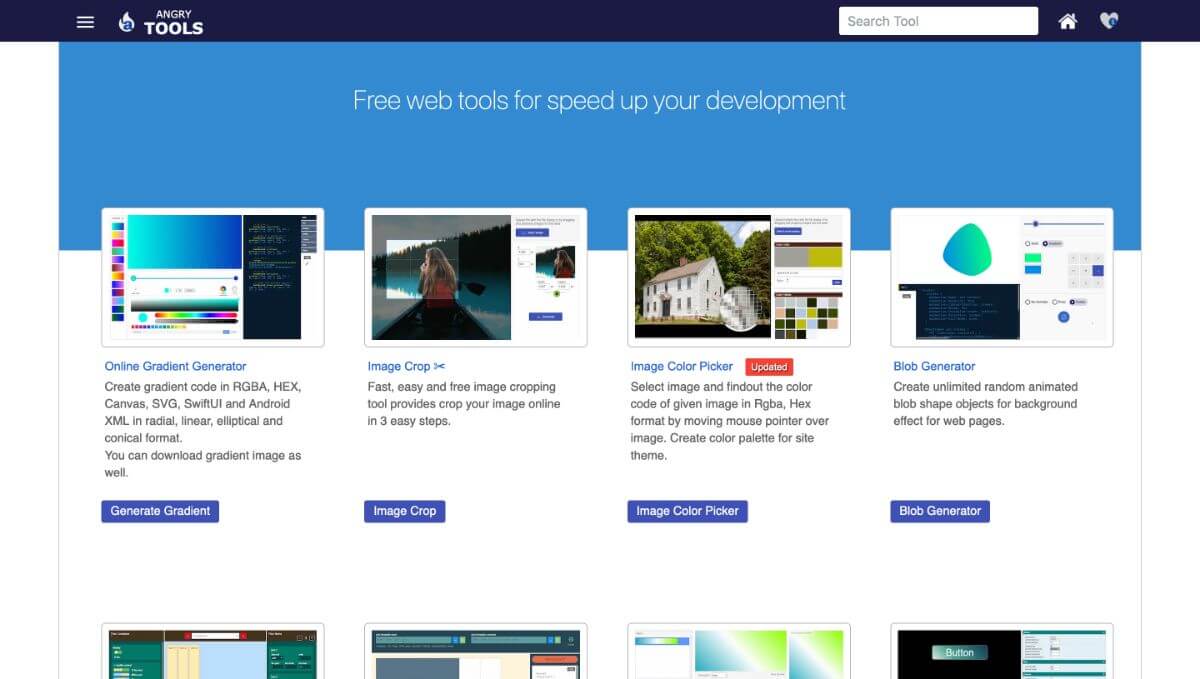 ANGRY
TOOLS
Search Tool
Free web tools for speed up your development
Online Gradient Generator
Create gradient code in RGBA, HEX,
Canvas, SVG, SwiftUI and Android
XML in radial, linear, elliptical and
conical format.
You can download gradient image as
well.
Generate Gradient
Image Crop
Fast, easy and free image cropping
tool provides crop your image online
in 3 easy steps.
Image Crop
Image Color Picker
Updated
Select image and findout the color
code of given image in Rgba, Hex
format by moving mouse pointer over
image. Create color palette for site
theme.
Image Color Picker
Blob Generator
Create unlimited random animated
blob shape objects for background
effect for web pages.
Blob Generator
Button